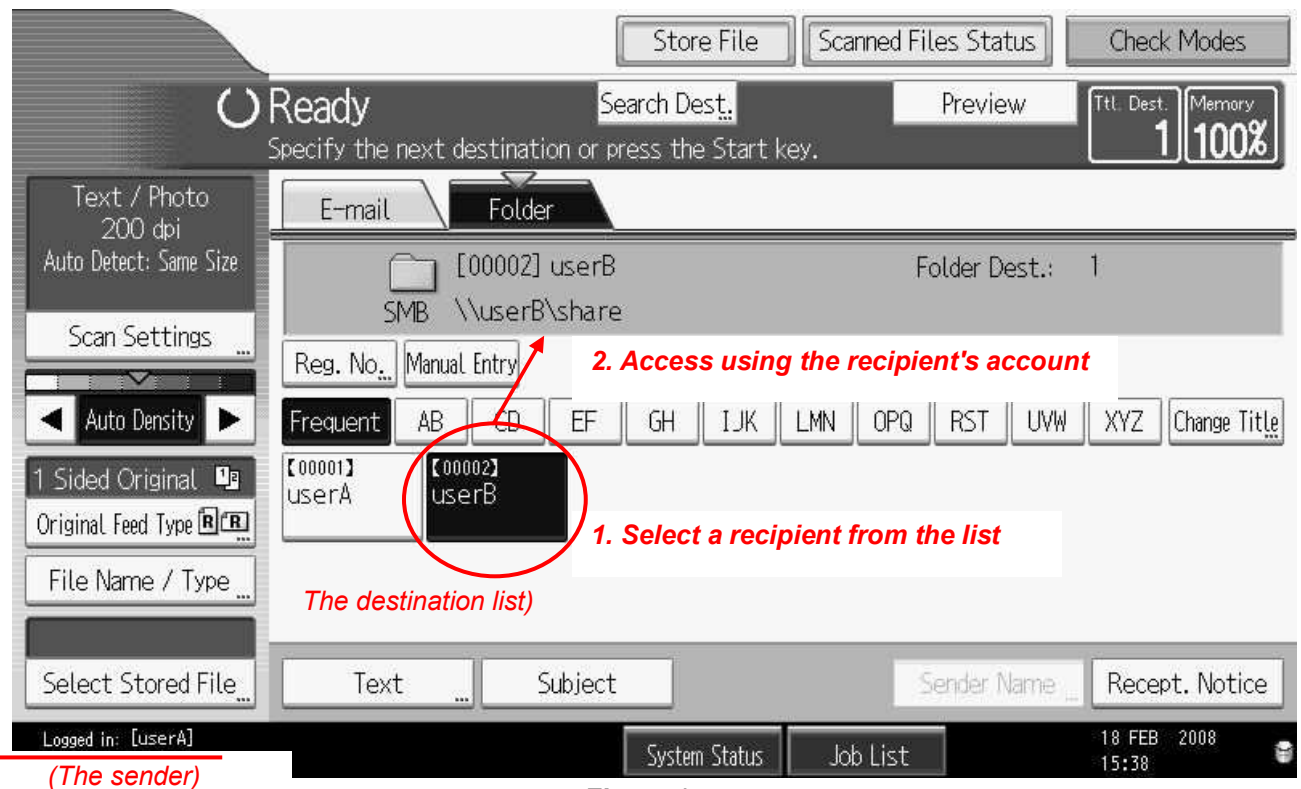 Store File Scanned Files Status Check Modes
Ready Search Dest. Preview Ttl. Dest. Memory
Specify the next destination or press the Start key. 1 100%
Text / Photo
200 dpi
Auto Detect: Same Size
Scan Settings
Auto Density
1 Sided Original
Original Feed Type
File Name / Type
Select Stored File
E-mail Folder
[00002] userB Folder Dest.: 1
SMB \\userB\share
Reg. No. Manual Entry
2. Access using the recipient's account
Frequent AB CD EF GH IJK LMN OPQ RST UVW XYZ Change Title
【00001】 【00002】
userA userB
1. Select a recipient from the list
The destination list)
Text Subject Sender Name Recept. Notice
Logged in: [userA] System Status Job List 18 FEB 2008
15:38
(The sender)